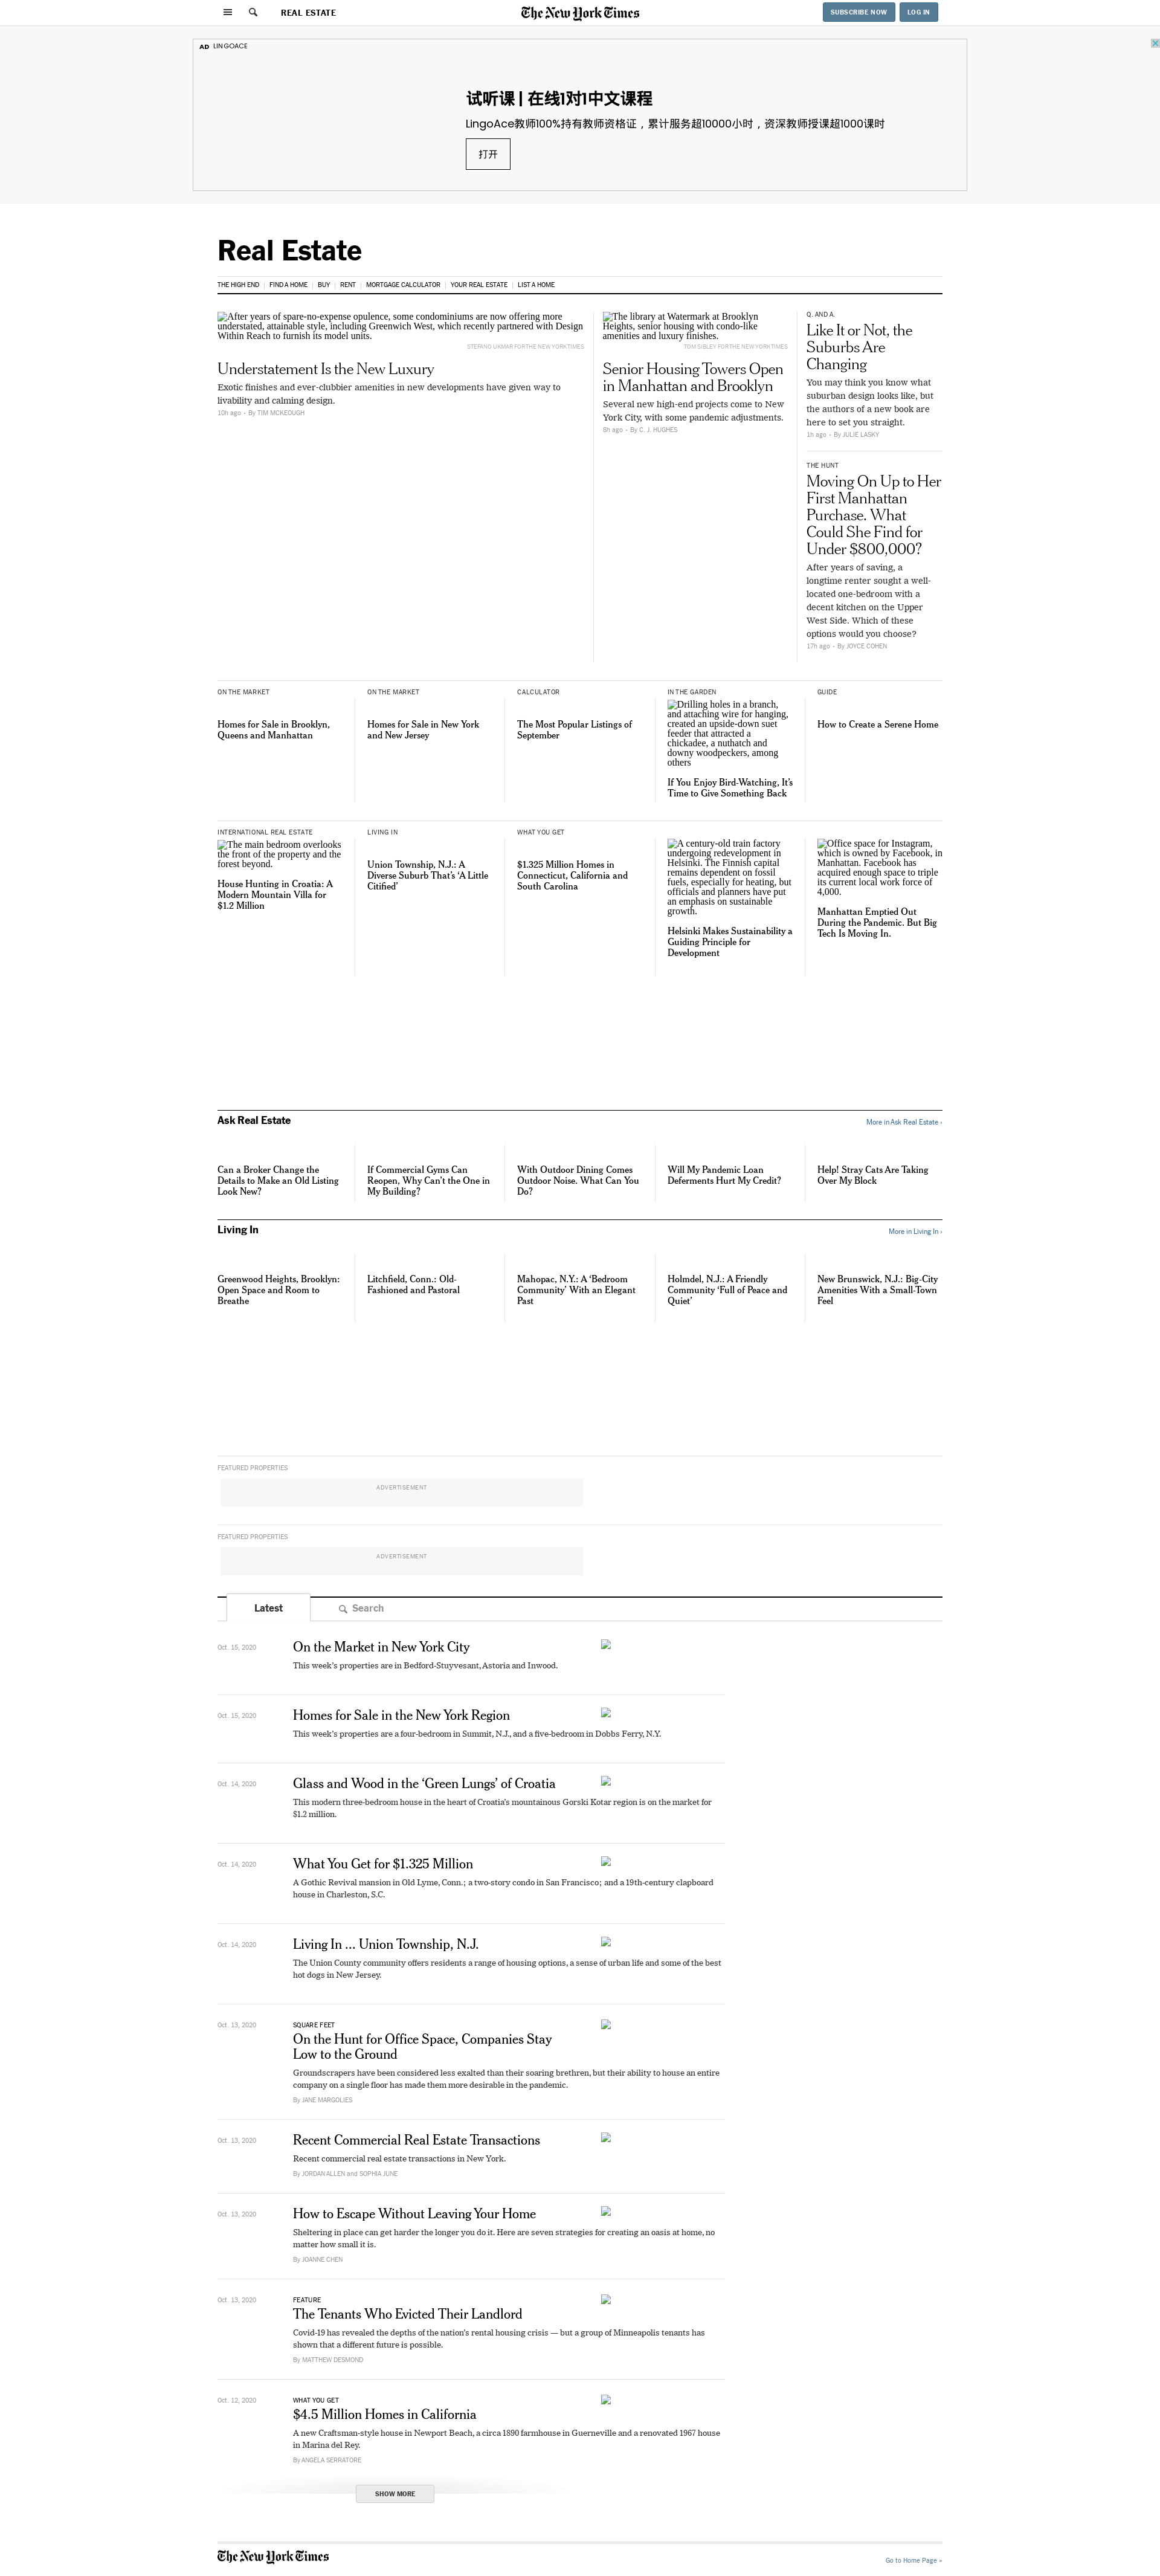 REAL ESTATE
The New York Times
SUBSCRIBE NOW
LOG IN
AD LINGOACE
试听课 | 在线1对1中文课程
LingoAce教师100%持有教师资格证，累计服务超10000小时，资深教师授课超1000课时
打开
Real Estate
THE HIGH END
FIND A HOME
BUY
RENT
MORTGAGE CALCULATOR
YOUR REAL ESTATE
LIST A HOME
After years of spare-no-expense opulence, some condominiums are now offering more
understated, attainable style, including Greenwich West, which recently partnered with Design
Within Reach to furnish its model units.
STEFANO UKMAR FOR THE NEW YORK TIMES
Understatement Is the New Luxury
Exotic finishes and ever-clubbier amenities in new developments have given way to
livability and calming design.
10h ago - By TIM MCKEOUGH
The library at Watermark at Brooklyn
Heights, senior housing with condo-like
amenities and luxury finishes.
TOM SIBLEY FOR THE NEW YORK TIMES
Senior Housing Towers Open
in Manhattan and Brooklyn
Several new high-end projects come to New
York City, with some pandemic adjustments.
9h ago - By C. J. HUGHES
Q. AND A.
Like It or Not, the
Suburbs Are
Changing
You may think you know what
suburban design looks like, but
the authors of a new book are
here to set you straight.
1h ago - By JULIE LASKY
THE HUNT
Moving On Up to Her
First Manhattan
Purchase. What
Could She Find for
Under $800,000?
After years of saving, a
longtime renter sought a well-
located one-bedroom with a
decent kitchen on the Upper
West Side. Which of these
options would you choose?
17h ago - By JOYCE COHEN
ON THE MARKET
Homes for Sale in Brooklyn,
Queens and Manhattan
ON THE MARKET
Homes for Sale in New York
and New Jersey
CALCULATOR
The Most Popular Listings of
September
IN THE GARDEN
Drilling holes in a branch,
and attaching wire for hanging,
created an upside-down suet
feeder that attracted a
chickadee, a nuthatch and
downy woodpeckers, among
others
If You Enjoy Bird-Watching, It’s
Time to Give Something Back
GUIDE
How to Create a Serene Home
INTERNATIONAL REAL ESTATE
The main bedroom overlooks
the front of the property and the
forest beyond.
House Hunting in Croatia: A
Modern Mountain Villa for
$1.2 Million
LIVING IN
Union Township, N.J.: A
Diverse Suburb That’s ‘A Little
Citified’
WHAT YOU GET
$1.325 Million Homes in
Connecticut, California and
South Carolina
A century-old train factory
undergoing redevelopment in
Helsinki. The Finnish capital
remains dependent on fossil
fuels, especially for heating, but
officials and planners have put
an emphasis on sustainable
growth.
Helsinki Makes Sustainability a
Guiding Principle for
Development
Office space for Instagram,
which is owned by Facebook, in
Manhattan. Facebook has
acquired enough space to triple
its current local work force of
4,000.
Manhattan Emptied Out
During the Pandemic. But Big
Tech Is Moving In.
Ask Real Estate
More in Ask Real Estate ›
Can a Broker Change the
Details to Make an Old Listing
Look New?
If Commercial Gyms Can
Reopen, Why Can’t the One in
My Building?
With Outdoor Dining Comes
Outdoor Noise. What Can You
Do?
Will My Pandemic Loan
Deferments Hurt My Credit?
Help! Stray Cats Are Taking
Over My Block
Living In
More in Living In ›
Greenwood Heights, Brooklyn:
Open Space and Room to
Breathe
Litchfield, Conn.: Old-
Fashioned and Pastoral
Mahopac, N.Y.: A ‘Bedroom
Community’ With an Elegant
Past
Holmdel, N.J.: A Friendly
Community ‘Full of Peace and
Quiet’
New Brunswick, N.J.: Big-City
Amenities With a Small-Town
Feel
FEATURED PROPERTIES
ADVERTISEMENT
FEATURED PROPERTIES
ADVERTISEMENT
Latest
Search
Oct. 15, 2020
On the Market in New York City
This week’s properties are in Bedford-Stuyvesant, Astoria and Inwood.
Oct. 15, 2020
Homes for Sale in the New York Region
This week’s properties are a four-bedroom in Summit, N.J., and a five-bedroom in Dobbs Ferry, N.Y.
Oct. 14, 2020
Glass and Wood in the ‘Green Lungs’ of Croatia
This modern three-bedroom house in the heart of Croatia’s mountainous Gorski Kotar region is on the market for
$1.2 million.
Oct. 14, 2020
What You Get for $1.325 Million
A Gothic Revival mansion in Old Lyme, Conn.; a two-story condo in San Francisco; and a 19th-century clapboard
house in Charleston, S.C.
Oct. 14, 2020
Living In ... Union Township, N.J.
The Union County community offers residents a range of housing options, a sense of urban life and some of the best
hot dogs in New Jersey.
Oct. 13, 2020
SQUARE FEET
On the Hunt for Office Space, Companies Stay
Low to the Ground
Groundscrapers have been considered less exalted than their soaring brethren, but their ability to house an entire
company on a single floor has made them more desirable in the pandemic.
By JANE MARGOLIES
Oct. 13, 2020
Recent Commercial Real Estate Transactions
Recent commercial real estate transactions in New York.
By JORDAN ALLEN and SOPHIA JUNE
Oct. 13, 2020
How to Escape Without Leaving Your Home
Sheltering in place can get harder the longer you do it. Here are seven strategies for creating an oasis at home, no
matter how small it is.
By JOANNE CHEN
Oct. 13, 2020
FEATURE
The Tenants Who Evicted Their Landlord
Covid-19 has revealed the depths of the nation’s rental housing crisis — but a group of Minneapolis tenants has
shown that a different future is possible.
By MATTHEW DESMOND
Oct. 12, 2020
WHAT YOU GET
$4.5 Million Homes in California
A new Craftsman-style house in Newport Beach, a circa 1890 farmhouse in Guerneville and a renovated 1967 house
in Marina del Rey.
By ANGELA SERRATORE
SHOW MORE
The New York Times
Go to Home Page »